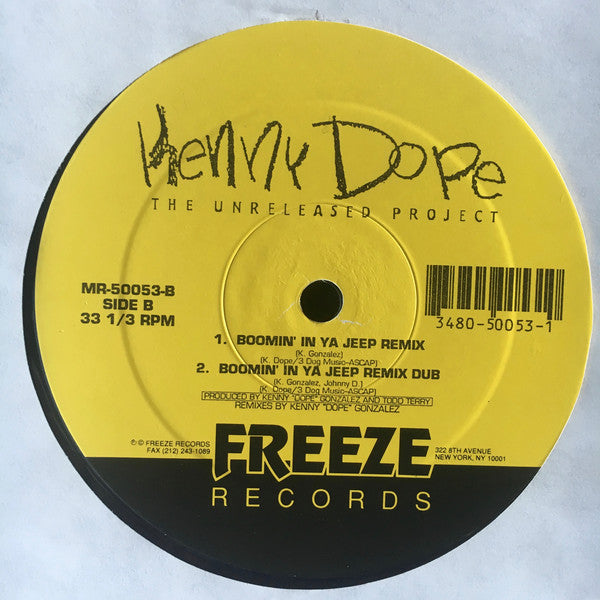 Kenny Dope
THE UNRELEASED PROJECT
MR-50053-B
SIDE B
33 1/3 RPM
3480-50053-1
1. BOOMIN' IN YA JEEP REMIX
(K. Gonzalez)
(K. Dope/3 Dog Music-ASCAP)
2. BOOMIN' IN YA JEEP REMIX DUB
(K. Gonzalez, Johnny D.)
(K. Dope/3 Dog Music-ASCAP)
PRODUCED BY KENNY "DOPE" GONZALEZ AND TODD TERRY
REMIXES BY KENNY "DOPE" GONZALEZ
℗ © FREEZE RECORDS
FAX (212) 243-1089
322 8TH AVENUE
NEW YORK, NY 10001
FREEZE
RECORDS